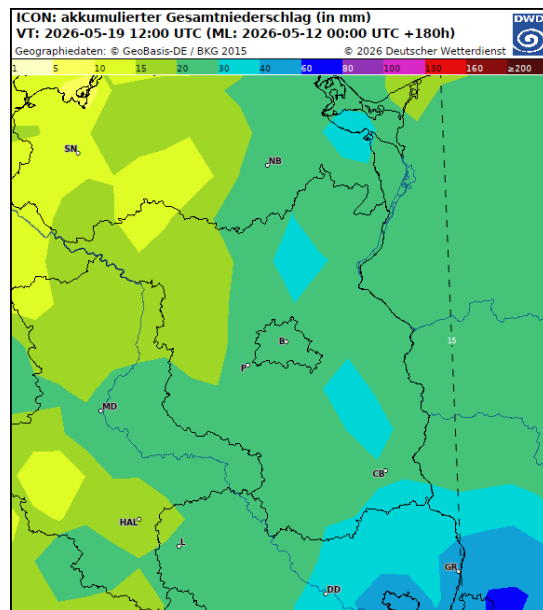 ICON: akkumulierter Gesamtniederschlag (in mm)
VT: 2026-05-19 12:00 UTC (ML: 2026-05-12 00:00 UTC +180h)
Geographiedaten: © GeoBasis-DE / BKG 2015
© 2026 Deutscher Wetterdienst
DWD
1 5 10 15 20 30 40 60 80 100 130 160 ≥200
SN
NB
15
B
P
MD
CB
HAL
L
GR
DD